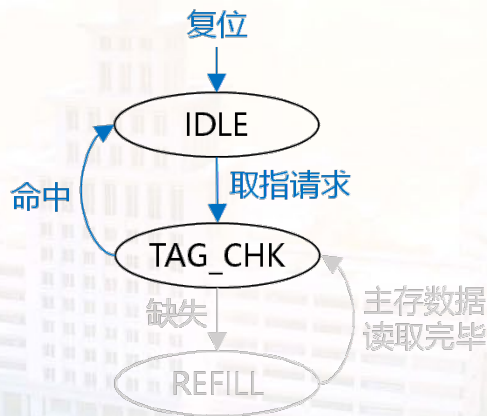 复位
IDLE
取指请求
命中
TAG_CHK
缺失
主存数据
读取完毕
REFILL